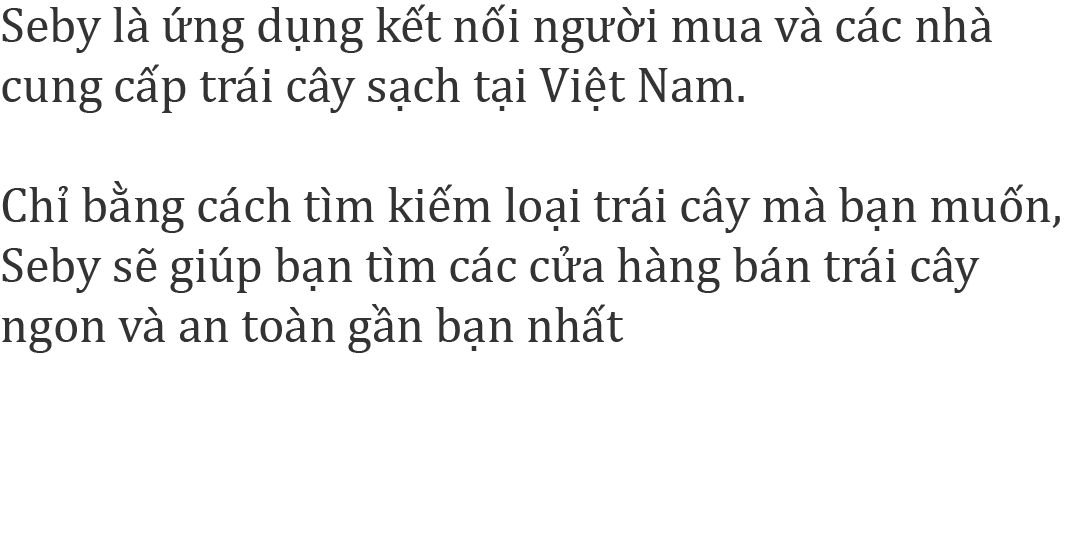 Seby là ứng dụng kết nối người mua và các nhà
cung cấp trái cây sạch tại Việt Nam.
Chỉ bằng cách tìm kiếm loại trái cây mà bạn muốn,
Seby sẽ giúp bạn tìm các cửa hàng bán trái cây
ngon và an toàn gần bạn nhất